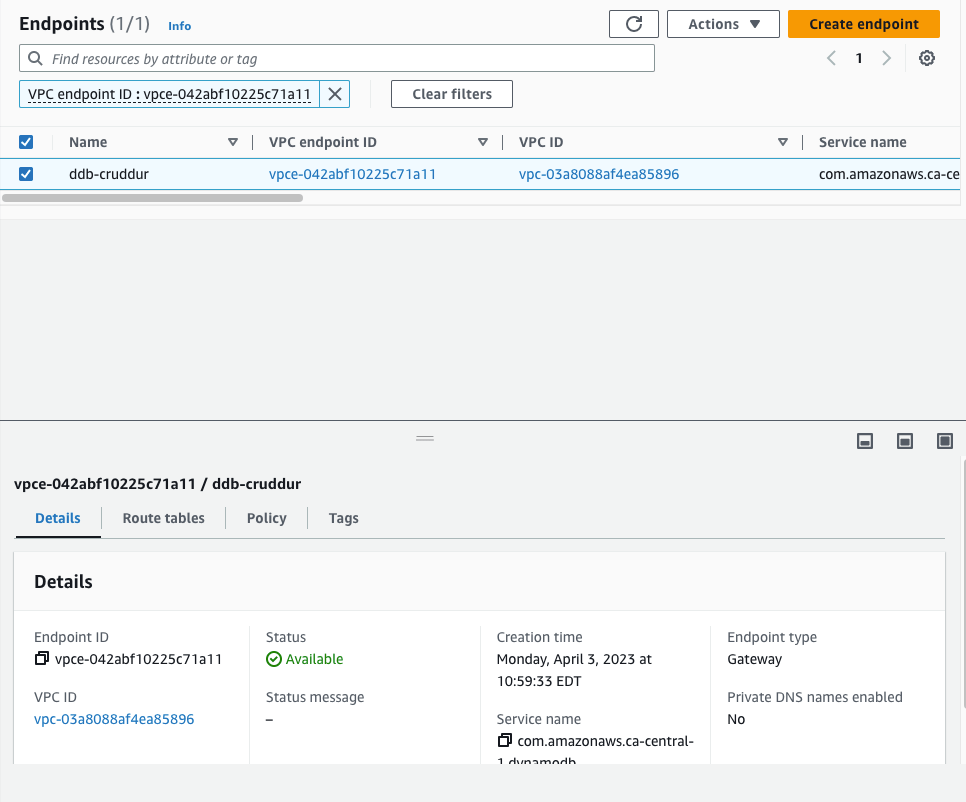 Endpoints (1/1) Info
Actions
Create endpoint
Find resources by attribute or tag
1
VPC endpoint ID : vpce-042abf10225c71a11
Clear filters
Name VPC endpoint ID VPC ID Service name
ddb-cruddur vpce-042abf10225c71a11 vpc-03a8088af4ea85896 com.amazonaws.ca-ce
vpce-042abf10225c71a11 / ddb-cruddur
Details Route tables Policy Tags
Details
Endpoint ID
vpce-042abf10225c71a11
VPC ID
vpc-03a8088af4ea85896
Status
Available
Status message
–
Creation time
Monday, April 3, 2023 at
10:59:33 EDT
Service name
com.amazonaws.ca-central-
1.dynamodb
Endpoint type
Gateway
Private DNS names enabled
No